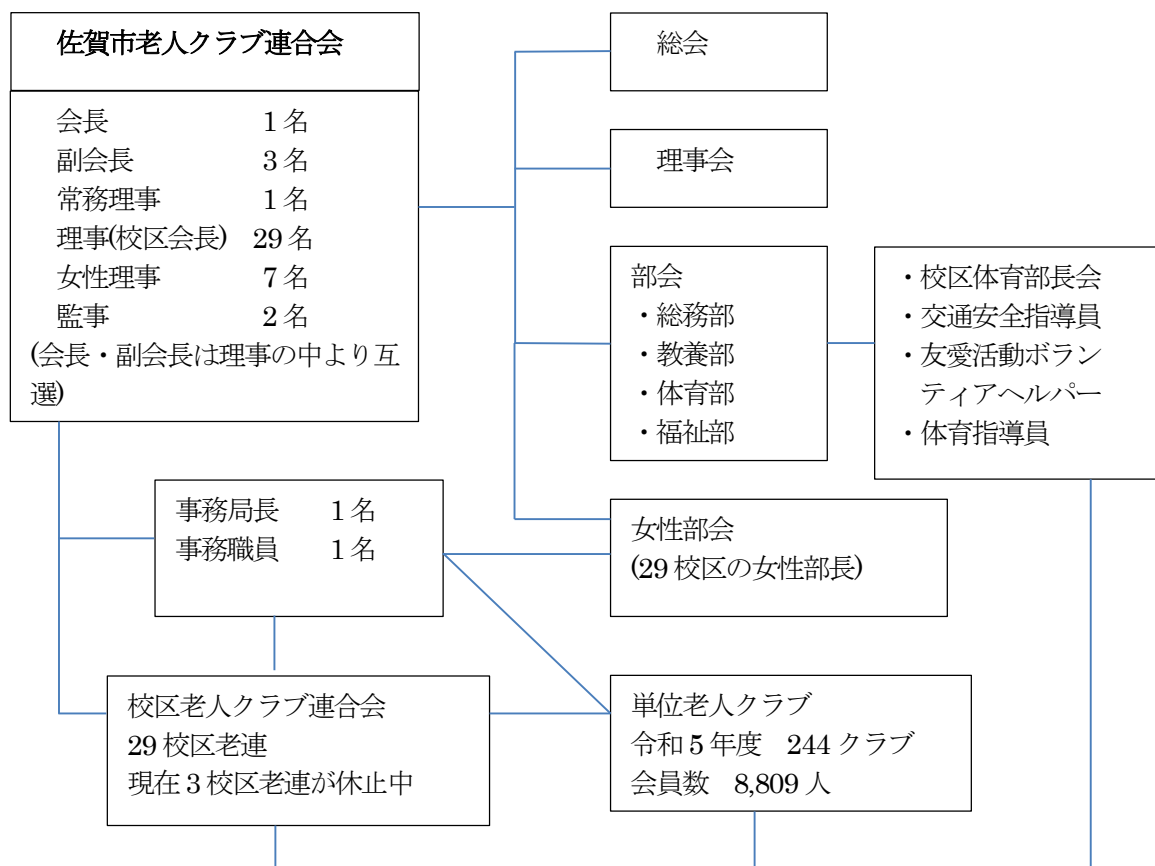 佐賀市老人クラブ連合会
会長 1名
副会長 3名
常務理事 1名
理事(校区会長) 29名
女性理事 7名
監事 2名
(会長・副会長は理事の中より互
選)
総会
理事会
部会
・総務部
・教養部
・体育部
・福祉部
・校区体育部長会
・交通安全指導員
・友愛活動ボラン
ティアヘルパー
・体育指導員
事務局長 1名
事務職員 1名
女性部会
(29校区の女性部長)
校区老人クラブ連合会
29校区老連
現在3校区老連が休止中
単位老人クラブ
令和5年度 244クラブ
会員数 8,809人